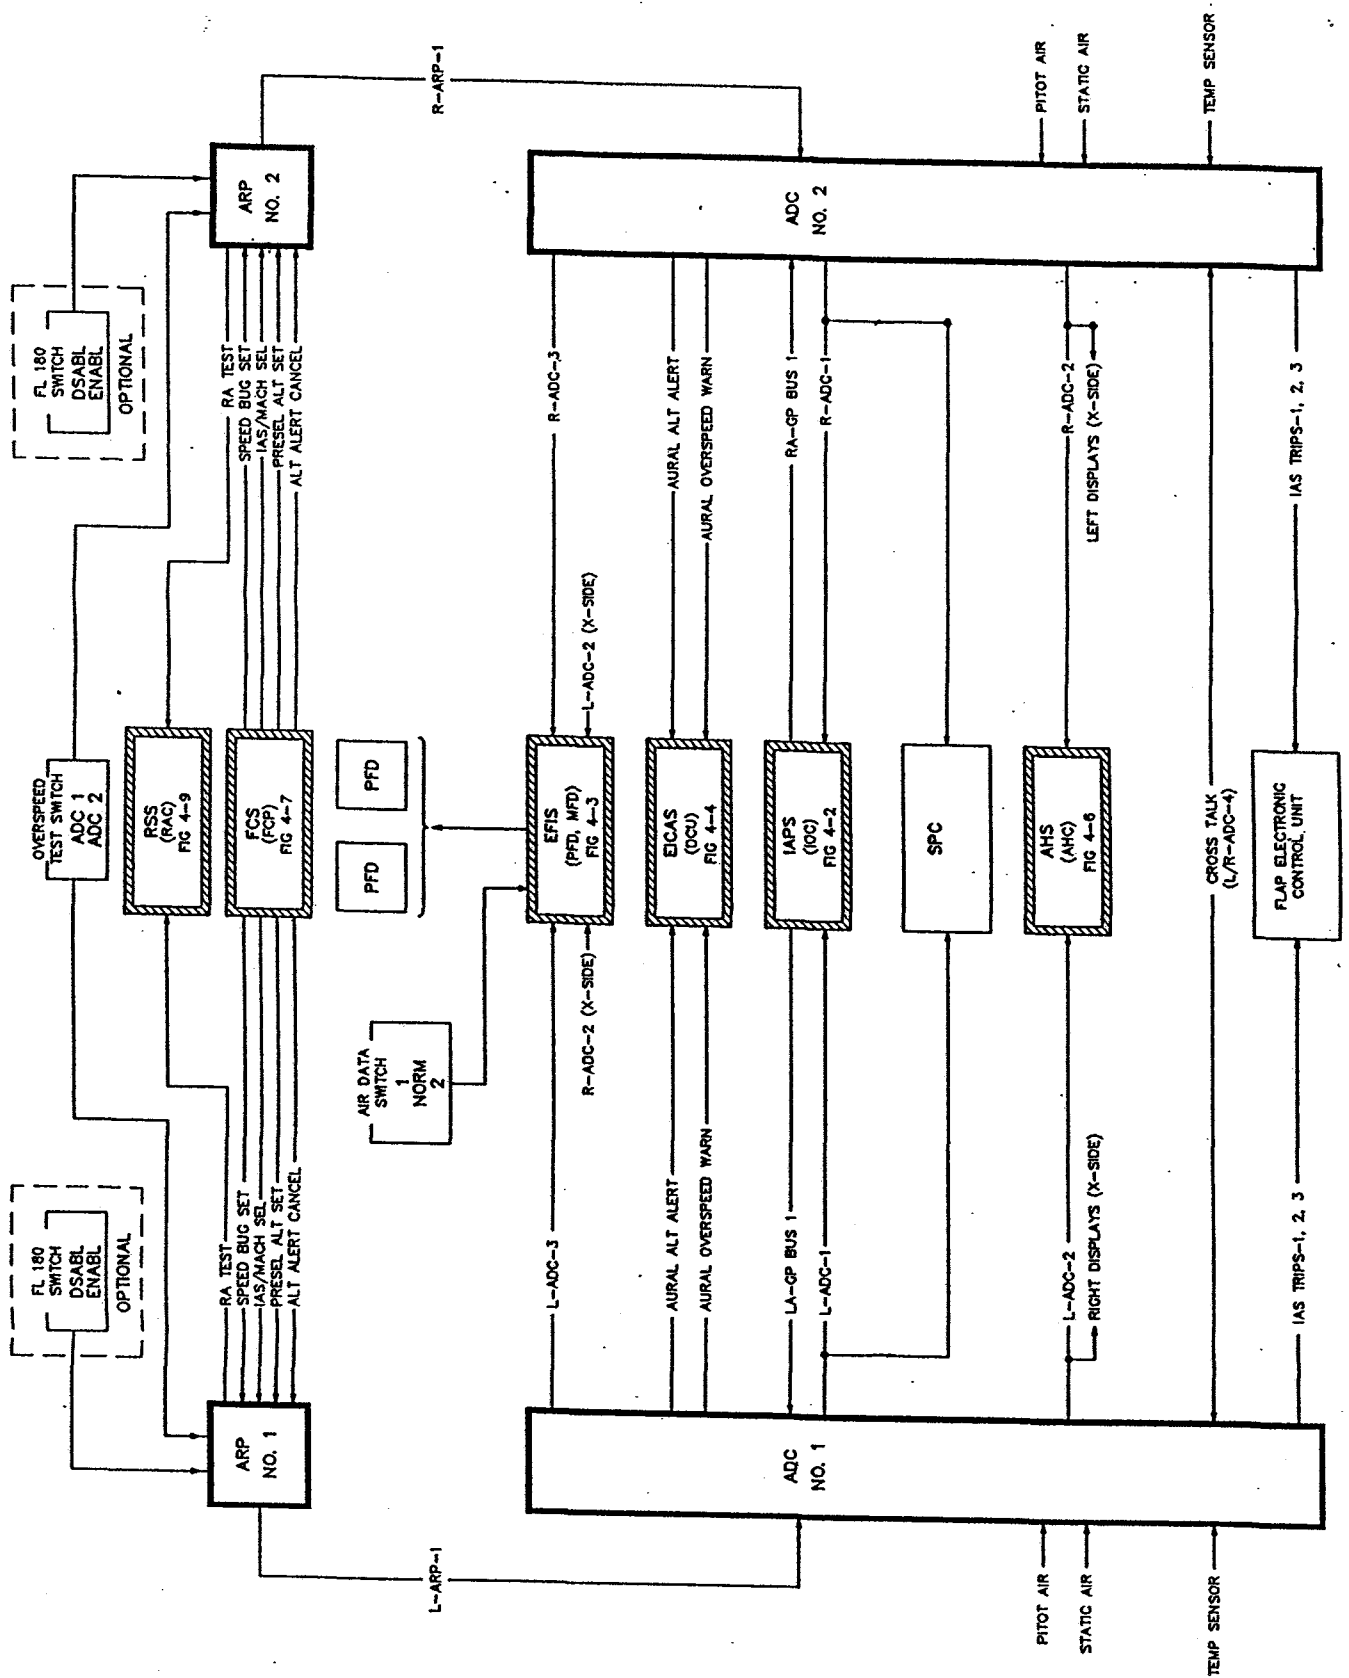 FL 180
SWITCH
DSABL
ENABL
OPTIONAL
OVERSPEED
TEST SWITCH
ADC 1
ADC 2
FL 180
SWITCH
DSABL
ENABL
OPTIONAL
ARP
NO. 1
RA TEST
SPEED BUG SET
IAS/MACH SEL
PRESEL ALT SET
ALT ALERT CANCEL
RSS
(RAC)
FIG 4-9
FCS
(FCP)
FIG 4-7
RA TEST
SPEED BUG SET
IAS/MACH SEL
PRESEL ALT SET
ALT ALERT CANCEL
ARP
NO. 2
L-ARP-1
AIR DATA
SWITCH
1
NORM
2
PFD
PFD
R-ARP-1
L-ADC-3
R-ADC-2 (X-SIDE)
EFIS
(PFD, MFD)
FIG 4-3
L-ADC-2 (X-SIDE)
R-ADC-3
AURAL ALT ALERT
AURAL OVERSPEED WARN
EICAS
(DCU)
FIG 4-4
AURAL ALT ALERT
AURAL OVERSPEED WARN
ADC
NO. 1
LA-GP BUS 1
L-ADC-1
IAPS
(IOC)
FIG 4-2
RA-GP BUS 1
R-ADC-1
ADC
NO. 2
SPC
PITOT AIR
STATIC AIR
L-ADC-2
RIGHT DISPLAYS (X-SIDE)
AHS
(AHC)
FIG 4-6
R-ADC-2
LEFT DISPLAYS (X-SIDE)
PITOT AIR
STATIC AIR
TEMP SENSOR
CROSS TALK
(L/R-ADC-4)
TEMP SENSOR
IAS TRIPS-1, 2, 3
FLAP ELECTRONIC
CONTROL UNIT
IAS TRIPS-1, 2, 3